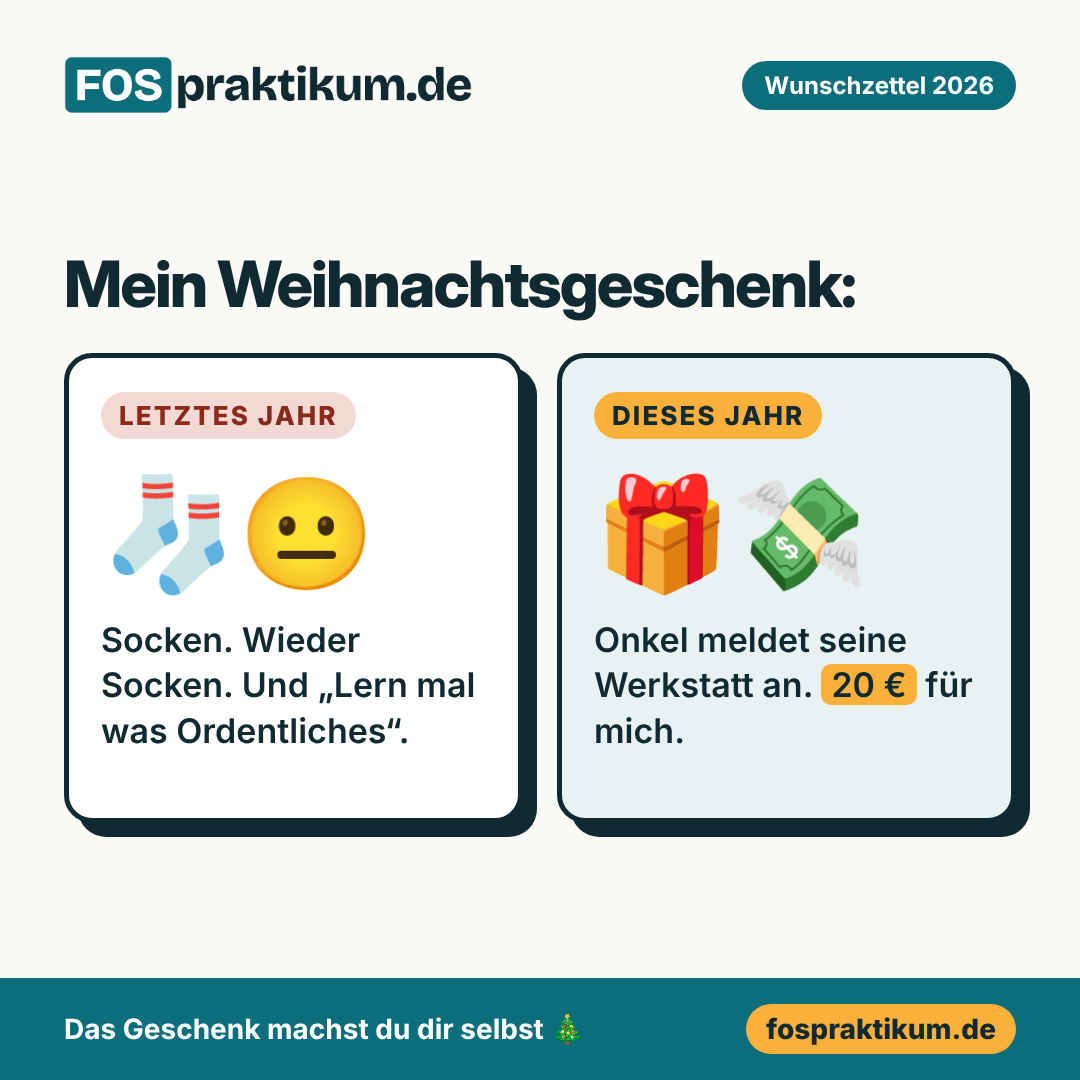 FOSpraktikum.de
Wunschzettel 2026
Mein Weihnachtsgeschenk:
LETZTES JAHR
Socken. Wieder
Socken. Und „Lern mal
was Ordentliches“.
DIESES JAHR
Onkel meldet seine
Werkstatt an. 20 € für
mich.
Das Geschenk machst du dir selbst 🎄
fospraktikum.de